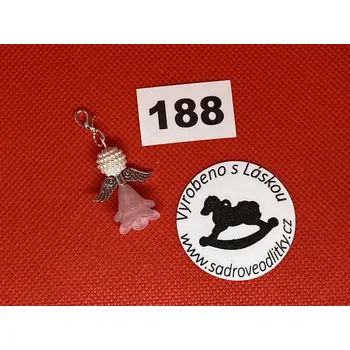 188
Vyrobeno s Láskou
www.sadroveodlitky.cz